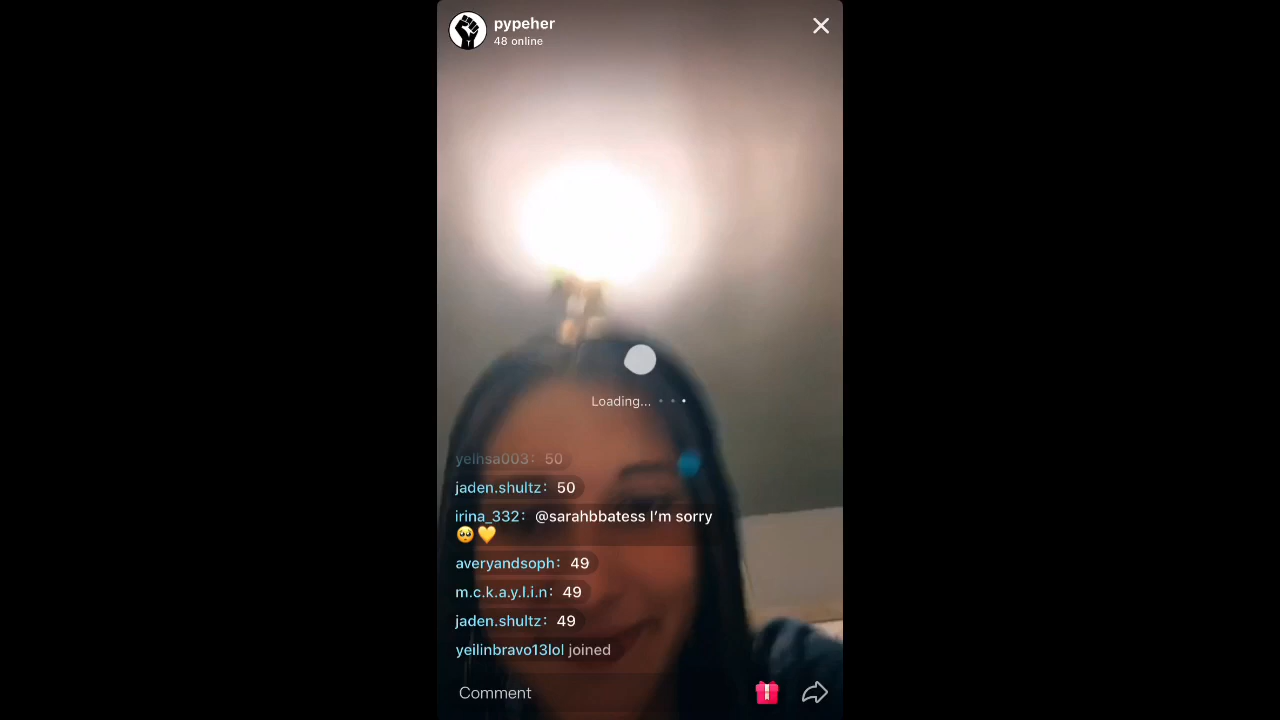 pypeher
48 online
Loading...
yelhsa003: 50
jaden.shultz: 50
irina_332: @sarahbbatess I'm sorry
🥺💛
averyandsoph: 49
m.c.k.a.y.l.i.n: 49
jaden.shultz: 49
yeilinbravo13lol joined
Comment